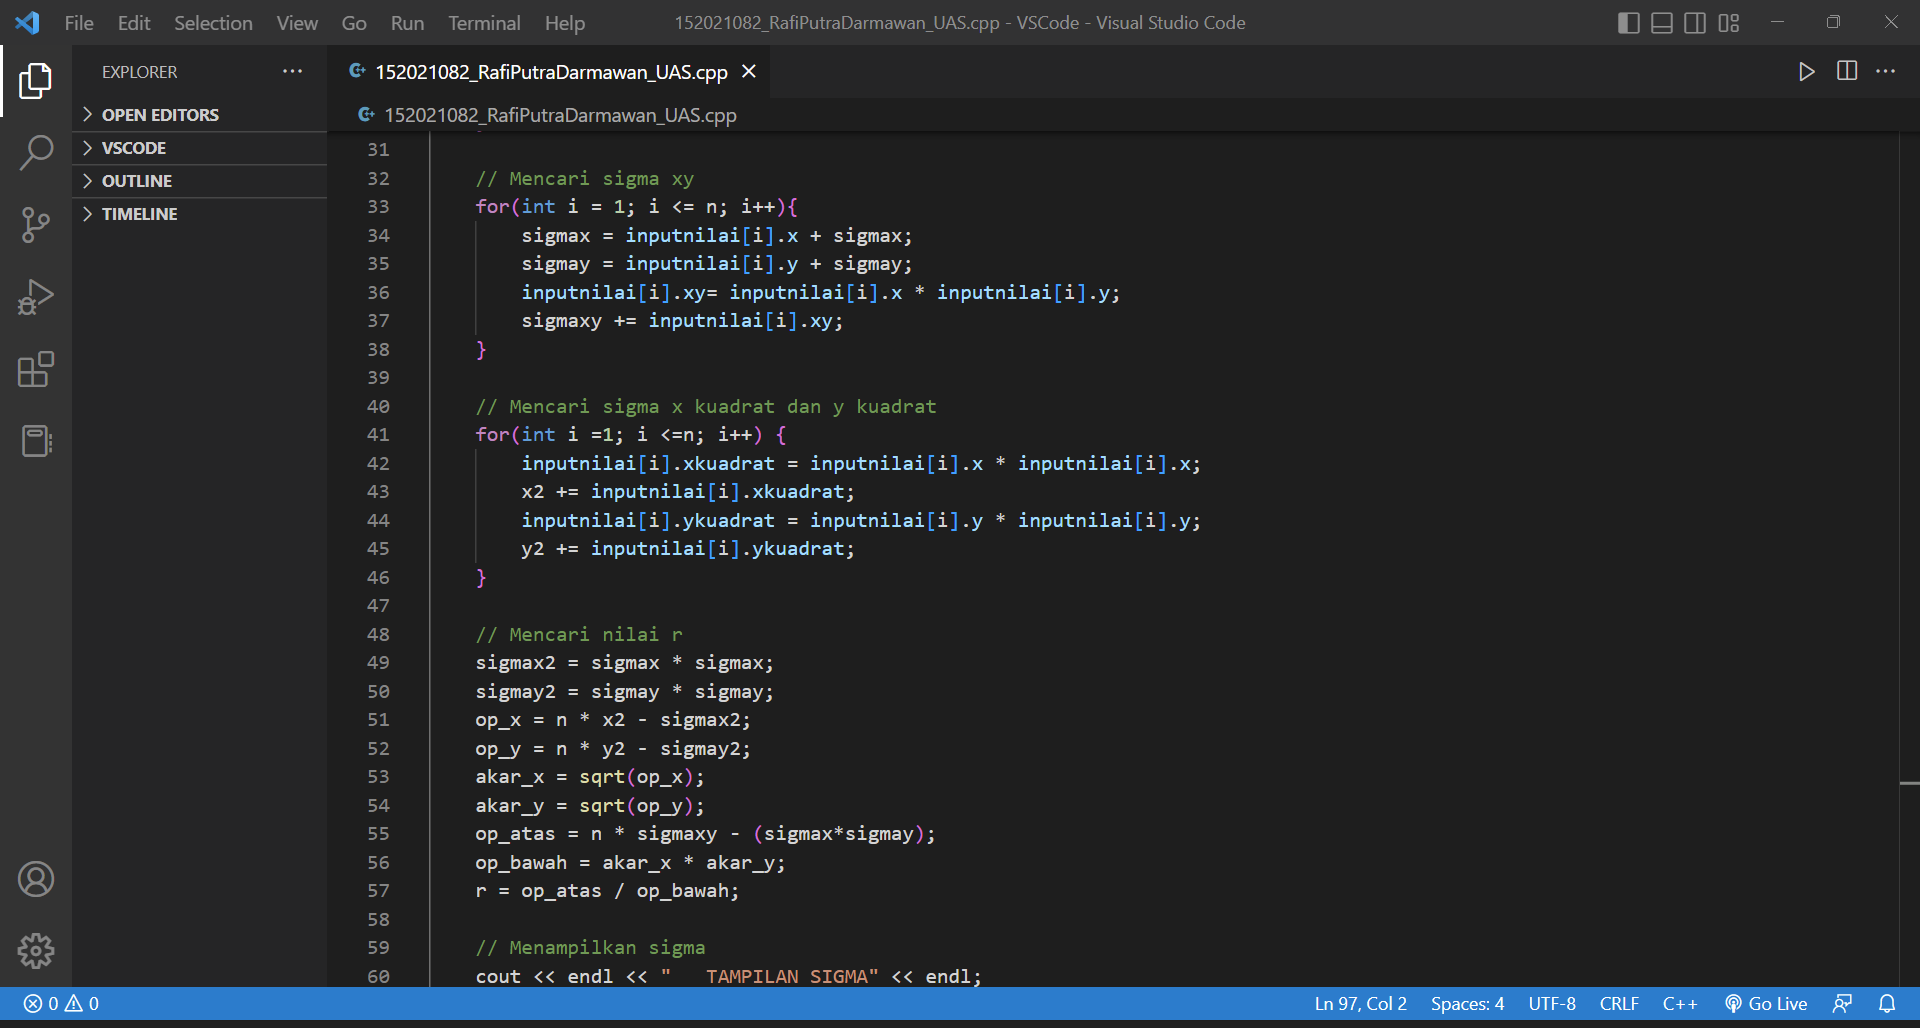 File Edit Selection View Go Run Terminal Help 152021082_RafiPutraDarmawan_UAS.cpp - VSCode - Visual Studio Code
EXPLORER
OPEN EDITORS
VSCODE
OUTLINE
TIMELINE
152021082_RafiPutraDarmawan_UAS.cpp
152021082_RafiPutraDarmawan_UAS.cpp
31
32 // Mencari sigma xy
33 for(int i = 1; i <= n; i++){
34 sigmax = inputnilai[i].x + sigmax;
35 sigmay = inputnilai[i].y + sigmay;
36 inputnilai[i].xy= inputnilai[i].x * inputnilai[i].y;
37 sigmaxy += inputnilai[i].xy;
38 }
39
40 // Mencari sigma x kuadrat dan y kuadrat
41 for(int i =1; i <=n; i++) {
42 inputnilai[i].xkuadrat = inputnilai[i].x * inputnilai[i].x;
43 x2 += inputnilai[i].xkuadrat;
44 inputnilai[i].ykuadrat = inputnilai[i].y * inputnilai[i].y;
45 y2 += inputnilai[i].ykuadrat;
46 }
47
48 // Mencari nilai r
49 sigmax2 = sigmax * sigmax;
50 sigmay2 = sigmay * sigmay;
51 op_x = n * x2 - sigmax2;
52 op_y = n * y2 - sigmay2;
53 akar_x = sqrt(op_x);
54 akar_y = sqrt(op_y);
55 op_atas = n * sigmaxy - (sigmax*sigmay);
56 op_bawah = akar_x * akar_y;
57 r = op_atas / op_bawah;
58
59 // Menampilkan sigma
60 cout << endl << "   TAMPILAN SIGMA" << endl;
0 0 Ln 97, Col 2 Spaces: 4 UTF-8 CRLF C++ Go Live